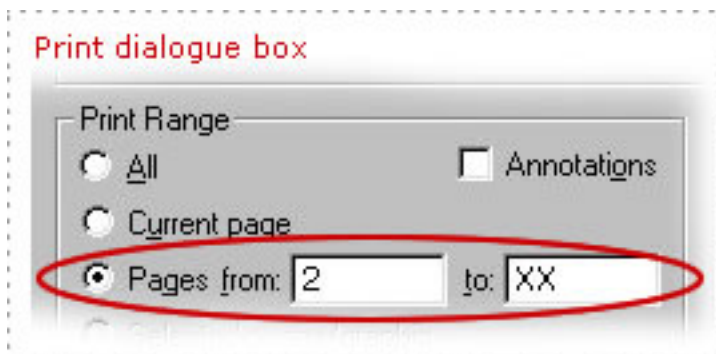 Print dialogue box
Print Range
All
Annotations
Current page
Pages from: 2 to: XX